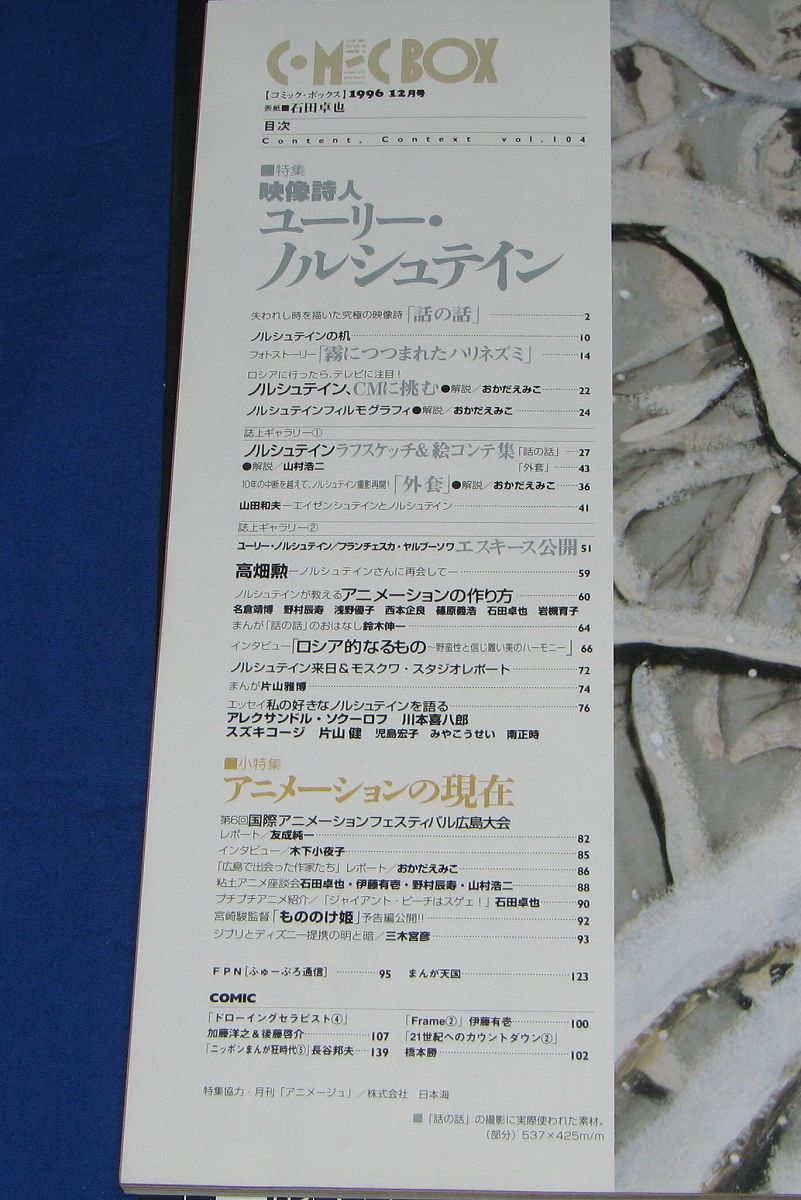 COMIC BOX
【コミック・ボックス】1996 12月号
表紙■石田卓也
目次
Content, Context vol.104
■特集
映像詩人
ユーリー・
ノルシュテイン
失われし時を描いた究極の映像詩「話の話」 2
ノルシュテインの机 10
フォトストーリー「霧につつまれたハリネズミ」 14
ロシアに行ったら、テレビに注目！
ノルシュテイン、CMに挑む●解説／おかだえみこ 22
ノルシュテインフィルモグラフィ●解説／おかだえみこ 24
誌上ギャラリー①
ノルシュテインラフスケッチ&絵コンテ集「話の話」 27
●解説／山村浩二 「外套」 43
10年の中断を越えて、ノルシュテイン撮影再開！「外套」●解説／おかだえみこ 36
山田和夫―エイゼンシュテインとノルシュテイン 41
誌上ギャラリー②
ユーリー・ノルシュテイン／フランチェスカ・ヤルブーソワ エスキース公開 51
高畑勲―ノルシュテインさんに再会して― 59
ノルシュテインが教えるアニメーションの作り方 60
名倉靖博 野村辰寿 浅野優子 西本企良 篠原義浩 石田卓也 岩槻育子
まんが「話の話」のおはなし 鈴木伸一 64
インタビュー「ロシア的なるもの～野蛮性と信じ難い美のハーモニー」 66
ノルシュテイン来日&モスクワ・スタジオレポート 72
まんが 片山雅博 74
エッセイ 私の好きなノルシュテインを語る 76
アレクサンドル・ソクーロフ 川本喜八郎
スズキコージ 片山健 児島宏子 みやこうせい 南正時
■小特集
アニメーションの現在
第6回国際アニメーションフェスティバル広島大会
レポート／友成純一 82
インタビュー／木下小夜子 85
「広島で出会った作家たち」レポート／おかだえみこ 86
粘土アニメ座談会 石田卓也・伊藤有壱・野村辰寿・山村浩二 88
プチプチアニメ紹介／「ジャイアント・ピーチはスゲェ！」石田卓也 90
宮崎駿監督「もののけ姫」予告編公開!! 92
ジブリとディズニー提携の明と暗／三木宮彦 93
FPN［ふゅーぷろ通信］ 95 まんが天国 123
COMIC
「ドローイングセラピスト④」
加藤洋之&後藤啓介 107
「ニッポンまんが狂時代⑤」長谷邦夫 139
「Frame②」伊藤有壱 100
「21世紀へのカウントダウン②」
橋本勝 102
特集協力・月刊「アニメージュ」／株式会社 日本海
■「話の話」の撮影に実際使われた素材。
（部分）537×425m/m